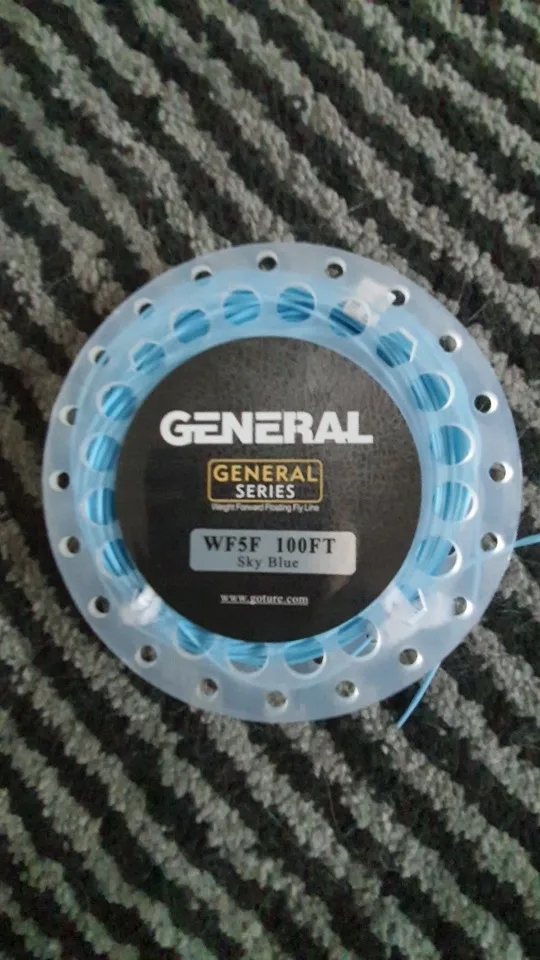 GENERAL
GENERAL
SERIES
Weight Forward Floating Fly Line
WF5F 100FT
Sky Blue
www.goture.com